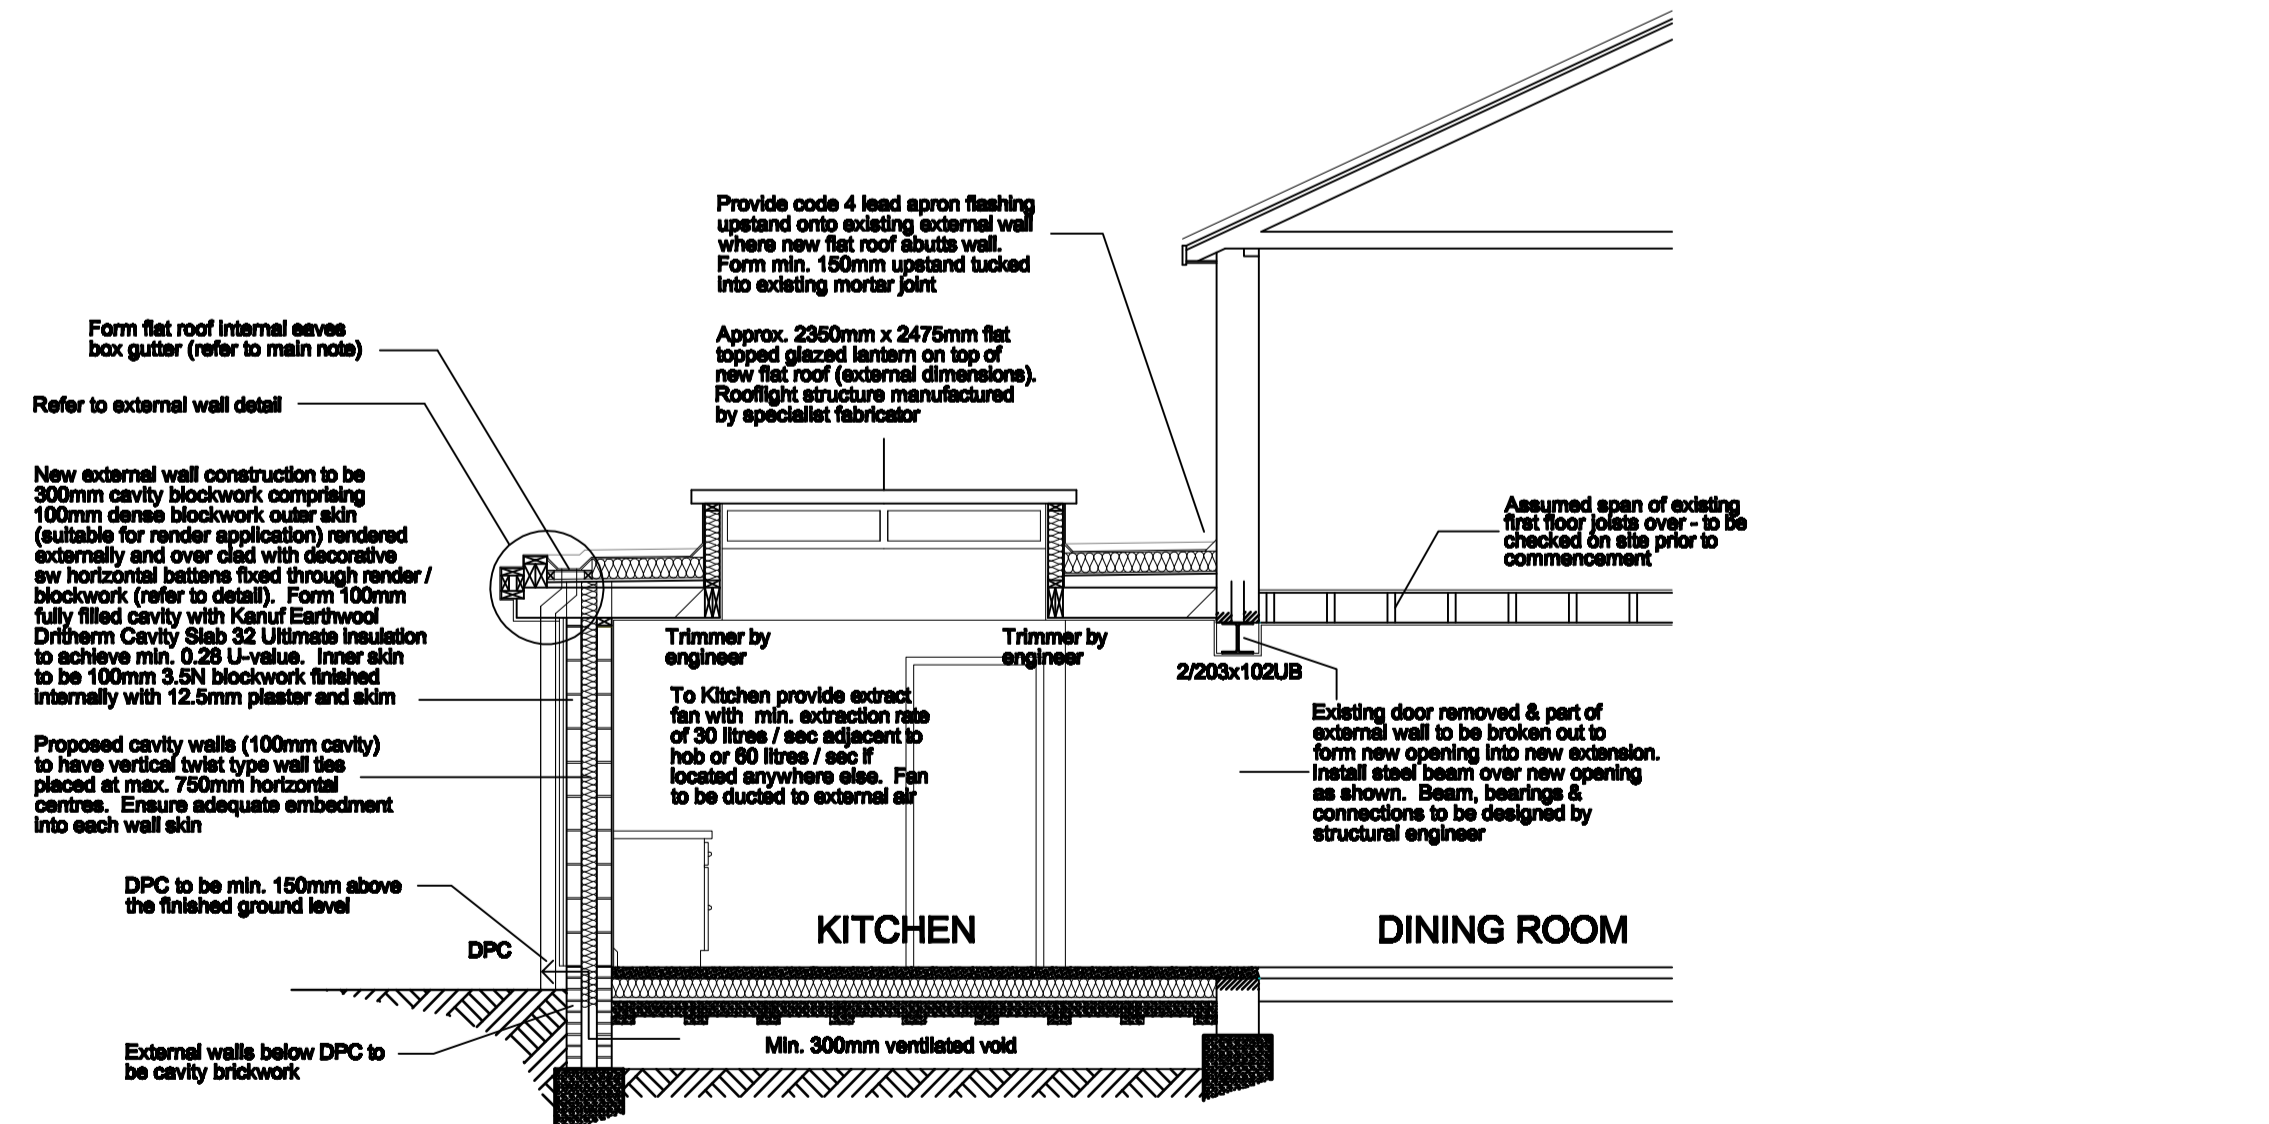 Provide code 4 lead apron flashing
upstand onto existing external wall
where new flat roof abutts wall.
Form min. 150mm upstand tucked
into existing mortar joint
Approx. 2350mm x 2475mm flat
topped glazed lantern on top of
new flat roof (external dimensions).
Rooflight structure manufactured
by specialist fabricator
Form flat roof internal eaves
box gutter (refer to main note)
Refer to external wall detail
New external wall construction to be
300mm cavity blockwork comprising
100mm dense blockwork outer skin
(suitable for render application) rendered
externally and over clad with decorative
sw horizontal battens fixed through render /
blockwork (refer to detail).  Form 100mm
fully filled cavity with Kanuf Earthwool
Dritherm Cavity Slab 32 Ultimate insulation
to achieve min. 0.28 U-value.  Inner skin
to be 100mm 3.5N blockwork finished
internally with 12.5mm plaster and skim
Proposed cavity walls (100mm cavity)
to have vertical twist type wall ties
placed at max. 750mm horizontal
centres.  Ensure adequate embedment
into each wall skin
DPC to be min. 150mm above
the finished ground level
DPC
External walls below DPC to
be cavity brickwork
Trimmer by
engineer
Trimmer by
engineer
To Kitchen provide extract
fan with  min. extraction rate
of 30 litres / sec adjacent to
hob or 60 litres / sec if
located anywhere else.  Fan
to be ducted to external air
KITCHEN
Min. 300mm ventilated void
Assumed span of existing
first floor joists over - to be
checked on site prior to
commencement
2/203x102UB
Existing door removed & part of
external wall to be broken out to
form new opening into new extension.
Install steel beam over new opening
as shown.  Beam, bearings &
connections to be designed by
structural engineer
DINING ROOM